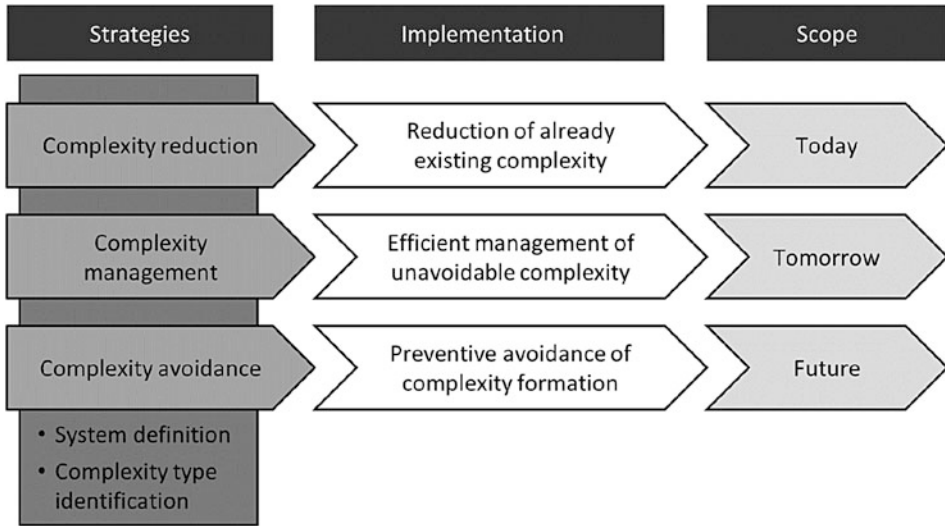 Strategies
Implementation
Scope
Complexity reduction
Reduction of already
existing complexity
Today
Complexity
management
Efficient management of
unavoidable complexity
Tomorrow
Complexity avoidance
Preventive avoidance of
complexity formation
Future
• System definition
• Complexity type
identification